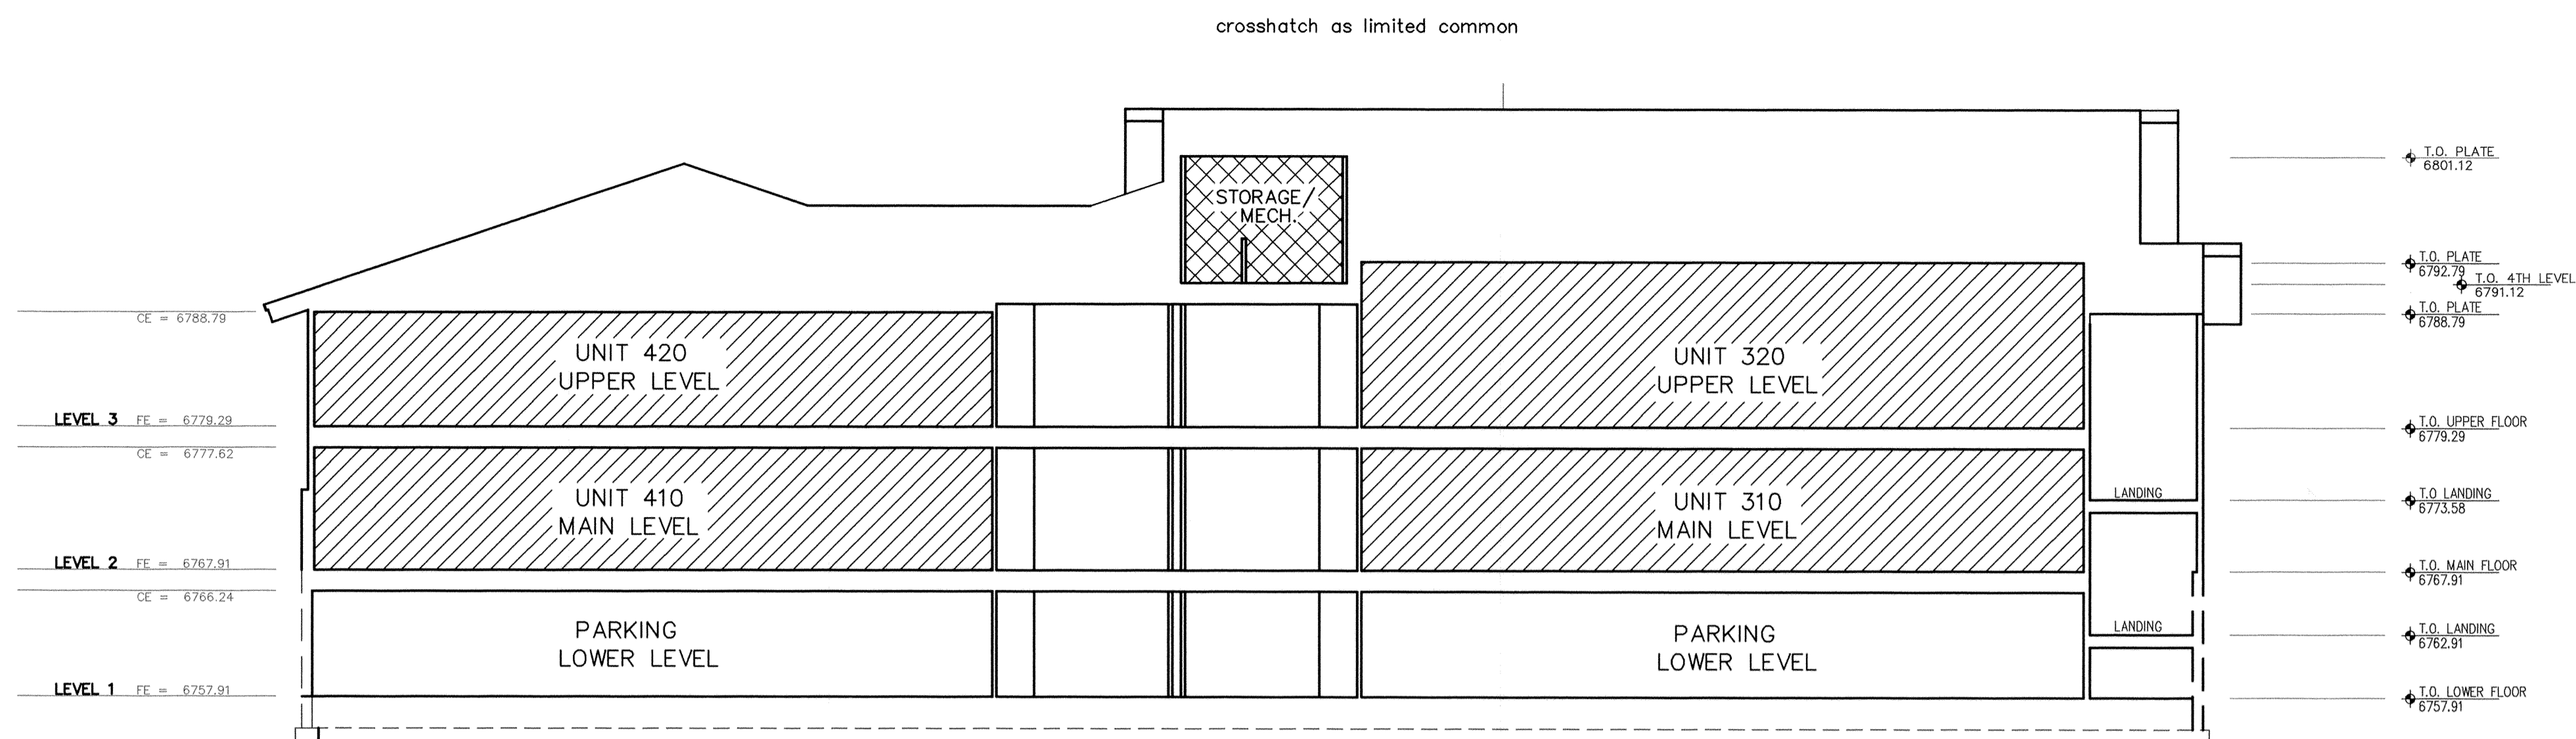 crosshatch as limited common
T.O. PLATE
6801.12
STORAGE/
MECH.
T.O. PLATE
6792.79
T.O. 4TH LEVEL
6791.12
T.O. PLATE
6788.79
CE = 6788.79
UNIT 420
UPPER LEVEL
UNIT 320
UPPER LEVEL
LEVEL 3 FE = 6779.29
T.O. UPPER FLOOR
6779.29
CE = 6777.62
UNIT 410
MAIN LEVEL
UNIT 310
MAIN LEVEL
LANDING
T.O LANDING
6773.58
LEVEL 2 FE = 6767.91
T.O. MAIN FLOOR
6767.91
CE = 6766.24
PARKING
LOWER LEVEL
PARKING
LOWER LEVEL
LANDING
T.O. LANDING
6762.91
LEVEL 1 FE = 6757.91
T.O. LOWER FLOOR
6757.91